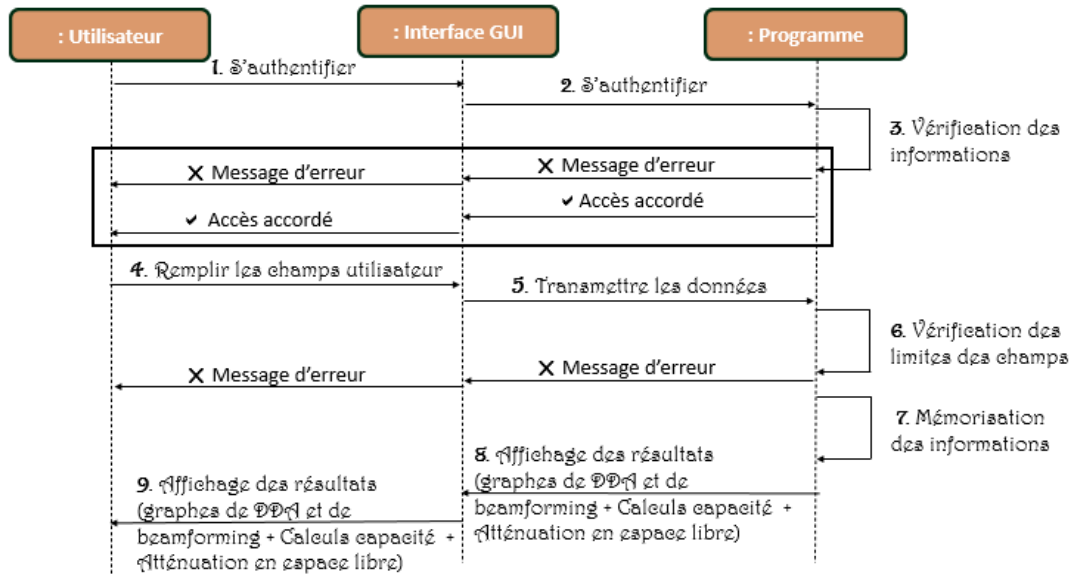 : Utilisateur
: Interface GUI
: Programme
1. S'authentifier
2. S'authentifier
3. Vérification des
informations
✕ Message d'erreur
✕ Message d'erreur
✔ Accès accordé
✔ Accès accordé
4. Remplir les champs utilisateur
5. Transmettre les données
6. Vérification des
limites des champs
✕ Message d'erreur
✕ Message d'erreur
7. Mémorisation
des informations
8. Affichage des résultats
(graphes de DDA et de
beamforming + Calculs capacité +
Atténuation en espace libre)
9. Affichage des résultats
(graphes de DDA et de
beamforming + Calculs capacité +
Atténuation en espace libre)